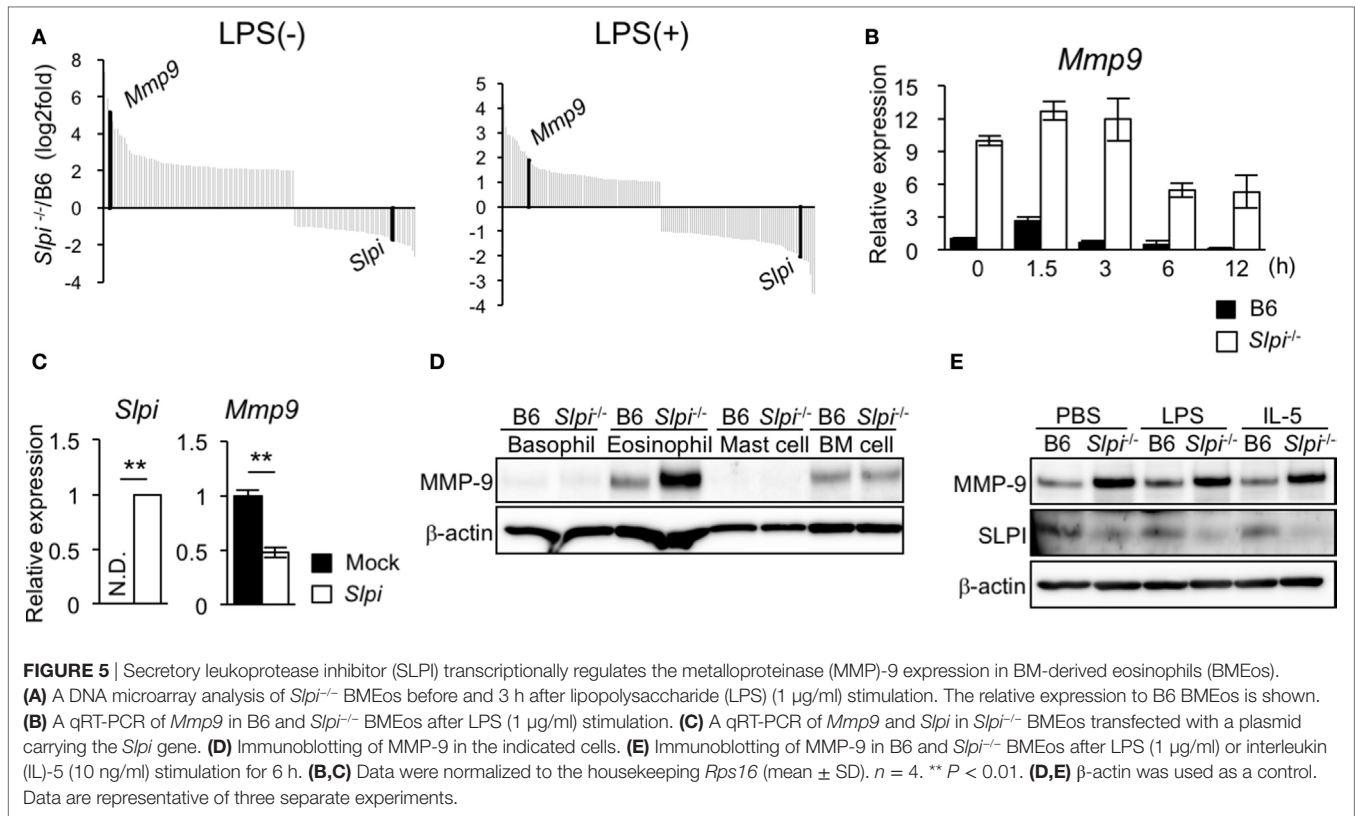 A
LPS(-)
LPS(+)
Slpi -/-/B6 (log2fold)
8
6
4
2
0
-2
-4
Mmp9
Slpi
5
4
3
2
1
0
-1
-2
-3
-4
Mmp9
Slpi
B
Mmp9
Relative expression
15
12
9
6
3
0
0 1.5 3 6 12 (h)
B6
Slpi-/-
C
Slpi
Mmp9
Relative expression
1.5
1
0.5
0
**
N.D.
1.5
1
0.5
0
**
Mock
Slpi
D
B6 Slpi-/- B6 Slpi-/- B6 Slpi-/- B6 Slpi-/-
Basophil Eosinophil Mast cell BM cell
MMP-9
β-actin
E
PBS LPS IL-5
B6 Slpi-/- B6 Slpi-/- B6 Slpi-/-
MMP-9
SLPI
β-actin
FIGURE 5 | Secretory leukoprotease inhibitor (SLPI) transcriptionally regulates the metalloproteinase (MMP)-9 expression in BM-derived eosinophils (BMEos).
(A) A DNA microarray analysis of Slpi−/− BMEos before and 3 h after lipopolysaccharide (LPS) (1 µg/ml) stimulation. The relative expression to B6 BMEos is shown.
(B) A qRT-PCR of Mmp9 in B6 and Slpi−/− BMEos after LPS (1 µg/ml) stimulation. (C) A qRT-PCR of Mmp9 and Slpi in Slpi−/− BMEos transfected with a plasmid
carrying the Slpi gene. (D) Immunoblotting of MMP-9 in the indicated cells. (E) Immunoblotting of MMP-9 in B6 and Slpi−/− BMEos after LPS (1 µg/ml) or interleukin
(IL)-5 (10 ng/ml) stimulation for 6 h. (B,C) Data were normalized to the housekeeping Rps16 (mean ± SD). n = 4. ** P < 0.01. (D,E) β-actin was used as a control.
Data are representative of three separate experiments.